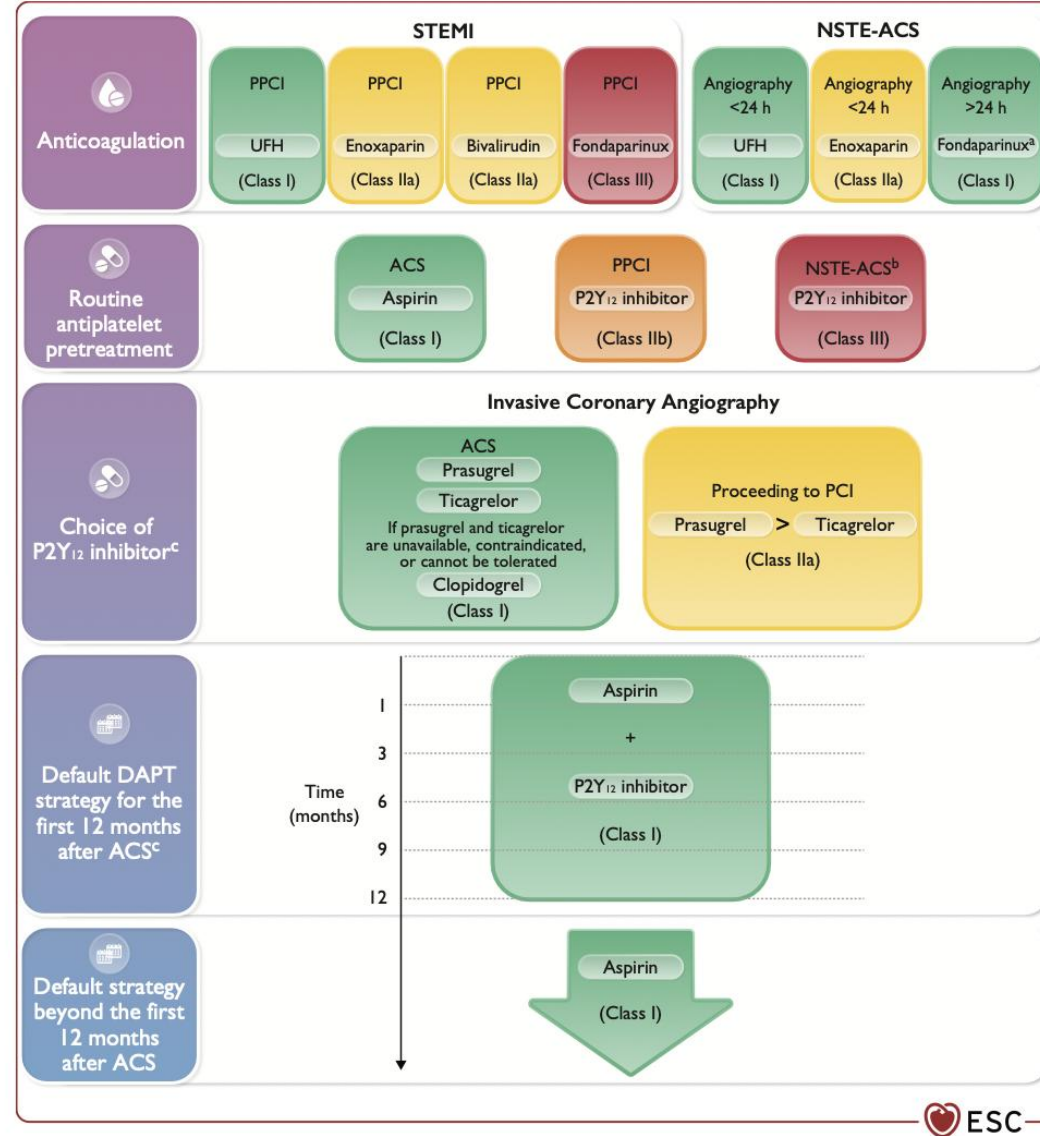 STEMI
NSTE-ACS
Anticoagulation
PPCI
UFH
(Class I)
PPCI
Enoxaparin
(Class IIa)
PPCI
Bivalirudin
(Class IIa)
PPCI
Fondaparinux
(Class III)
Angiography
<24 h
UFH
(Class I)
Angiography
<24 h
Enoxaparin
(Class IIa)
Angiography
>24 h
Fondaparinuxᵃ
(Class I)
Routine
antiplatelet
pretreatment
ACS
Aspirin
(Class I)
PPCI
P2Y₁₂ inhibitor
(Class IIb)
NSTE-ACSᵇ
P2Y₁₂ inhibitor
(Class III)
Choice of
P2Y₁₂ inhibitorᶜ
Invasive Coronary Angiography
ACS
Prasugrel
Ticagrelor
If prasugrel and ticagrelor
are unavailable, contraindicated,
or cannot be tolerated
Clopidogrel
(Class I)
Proceeding to PCI
Prasugrel > Ticagrelor
(Class IIa)
Default DAPT
strategy for the
first 12 months
after ACSᶜ
Time
(months)
1
3
6
9
12
Aspirin
+
P2Y₁₂ inhibitor
(Class I)
Default strategy
beyond the first
12 months
after ACS
Aspirin
(Class I)
ESC